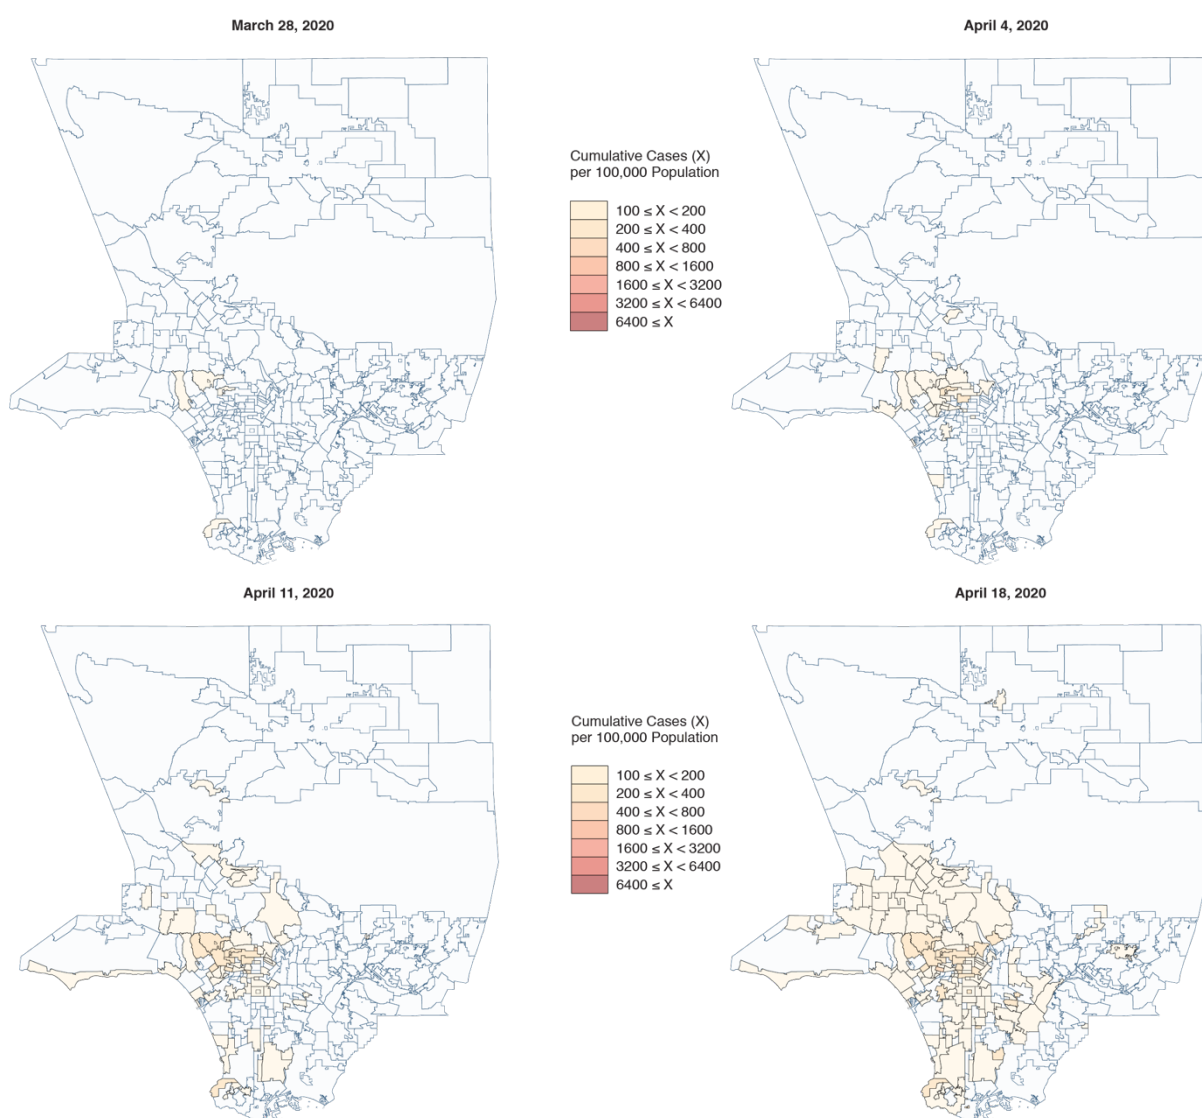 March 28, 2020
April 4, 2020
Cumulative Cases (X)
per 100,000 Population
100 ≤ X < 200
200 ≤ X < 400
400 ≤ X < 800
800 ≤ X < 1600
1600 ≤ X < 3200
3200 ≤ X < 6400
6400 ≤ X
April 11, 2020
April 18, 2020
Cumulative Cases (X)
per 100,000 Population
100 ≤ X < 200
200 ≤ X < 400
400 ≤ X < 800
800 ≤ X < 1600
1600 ≤ X < 3200
3200 ≤ X < 6400
6400 ≤ X